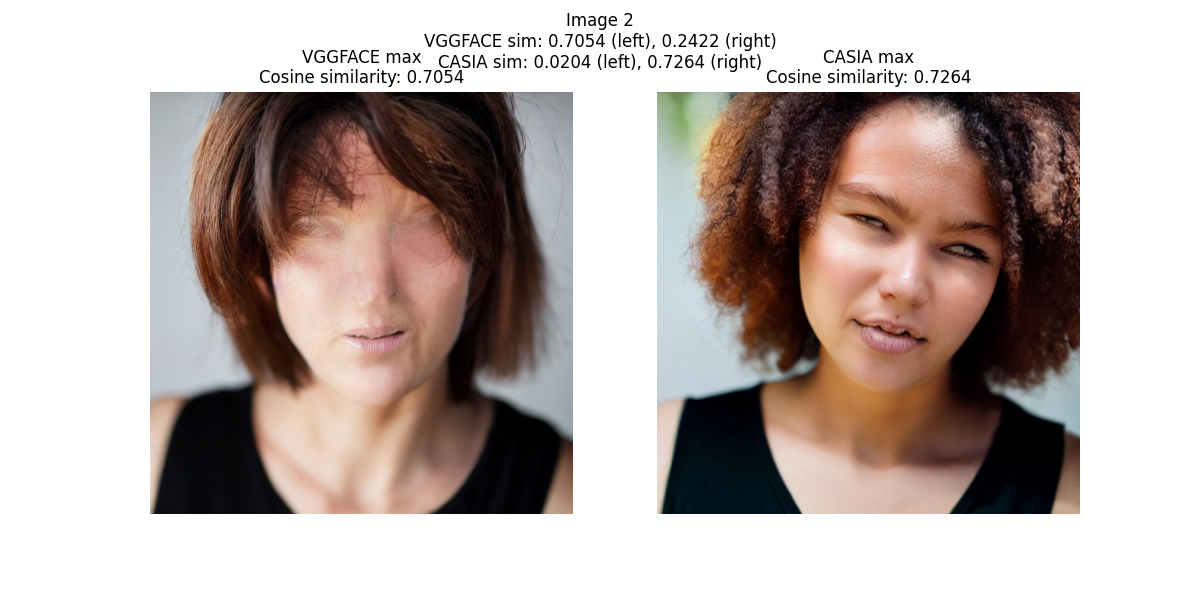 Image 2
VGGFACE sim: 0.7054 (left), 0.2422 (right)
CASIA sim: 0.0204 (left), 0.7264 (right)
VGGFACE max
Cosine similarity: 0.7054
CASIA max
Cosine similarity: 0.7264